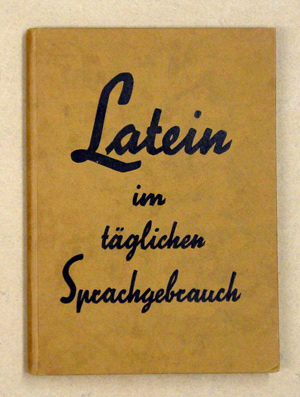 Latein
im
täglichen
Sprachgebrauch